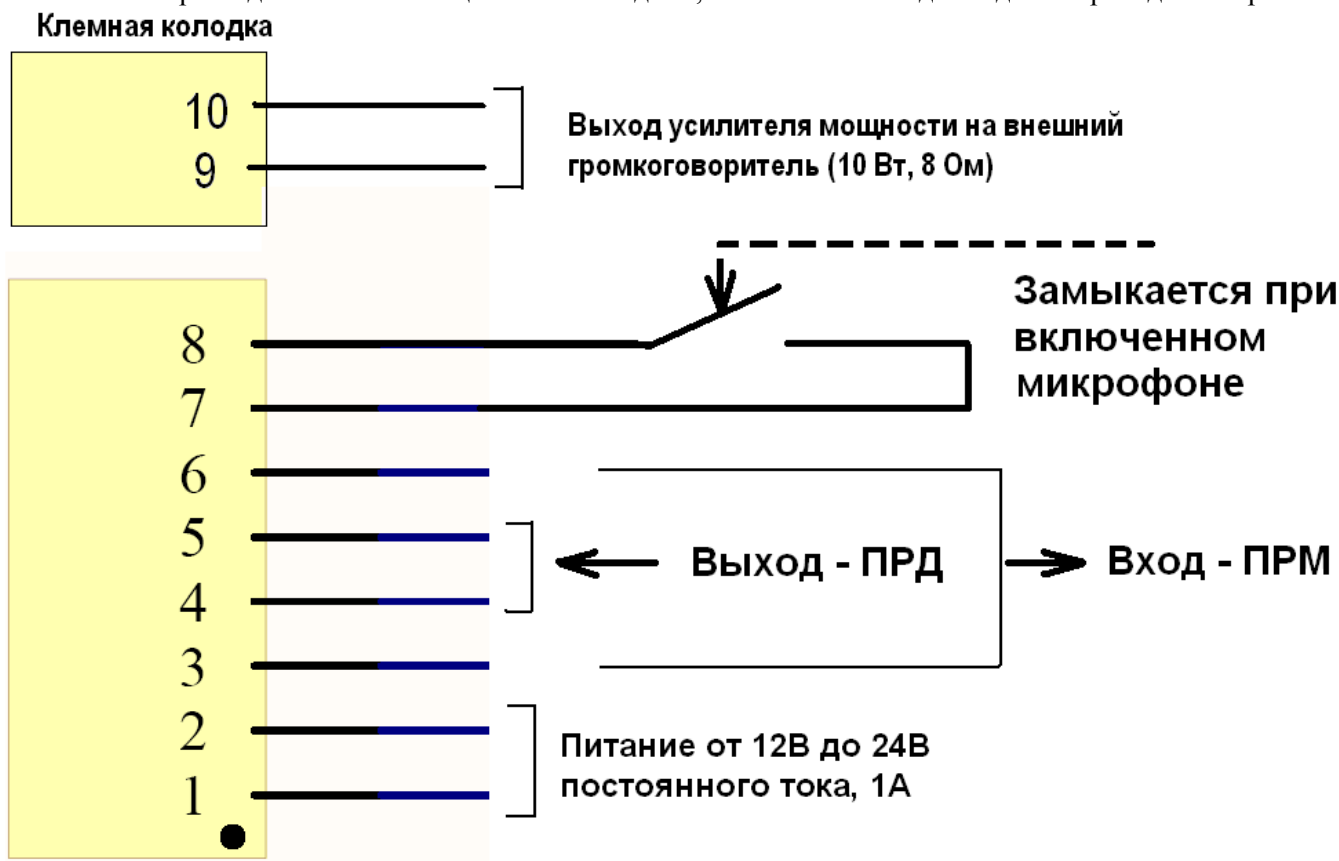 Клемная колодка
10
9
Выход усилителя мощности на внешний
громкоговоритель (10 Вт, 8 Ом)
Замыкается при
включенном
микрофоне
8
7
6
5
4
3
2
1
Выход - ПРД
Вход - ПРМ
Питание от 12В до 24В
постоянного тока, 1А